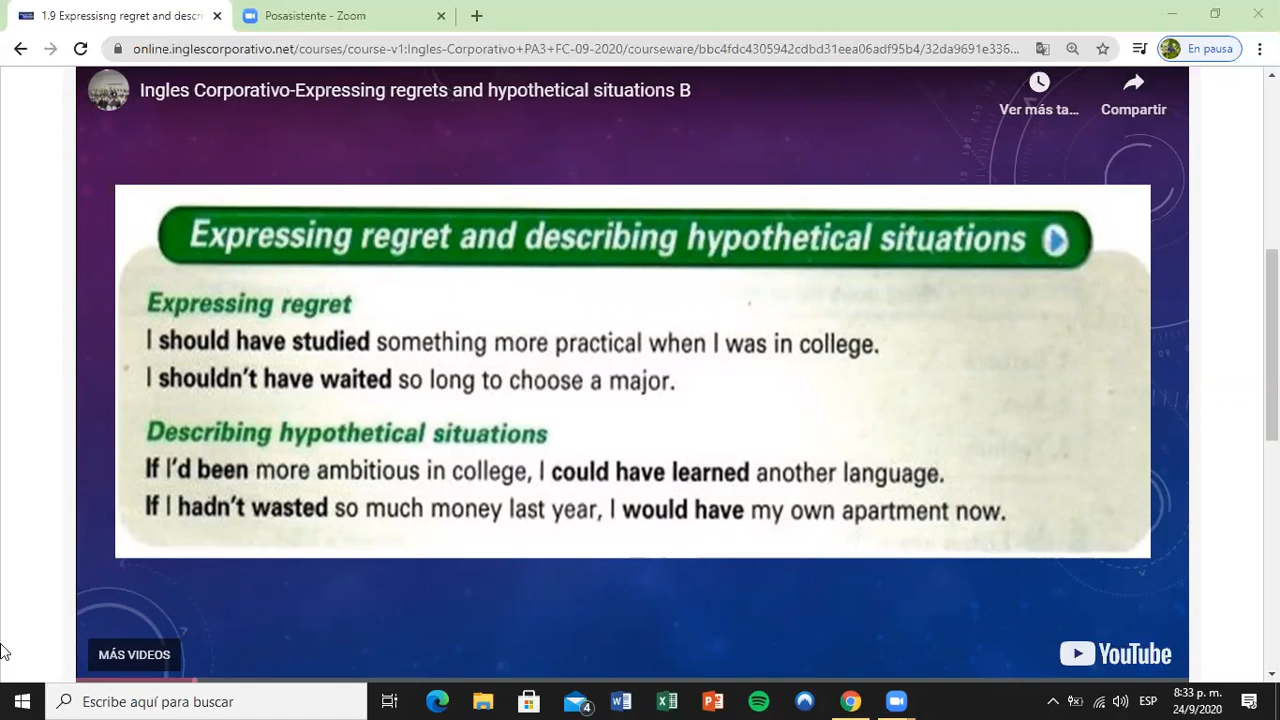 1.9 Expressisng regret and descri
Posasistente - Zoom
online.inglescorporativo.net/courses/course-v1:Ingles-Corporativo+PA3+FC-09-2020/courseware/bbc4fdc4305942cdbd31eea06adf95b4/32da9691e336...
En pausa
Ingles Corporativo-Expressing regrets and hypothetical situations B
Ver más ta...
Compartir
Expressing regret and describing hypothetical situations
Expressing regret
I should have studied something more practical when I was in college.
I shouldn't have waited so long to choose a major.
Describing hypothetical situations
If I'd been more ambitious in college, I could have learned another language.
If I hadn't wasted so much money last year, I would have my own apartment now.
MÁS VIDEOS
YouTube
Escribe aquí para buscar
4
ESP
8:33 p. m.
24/9/2020